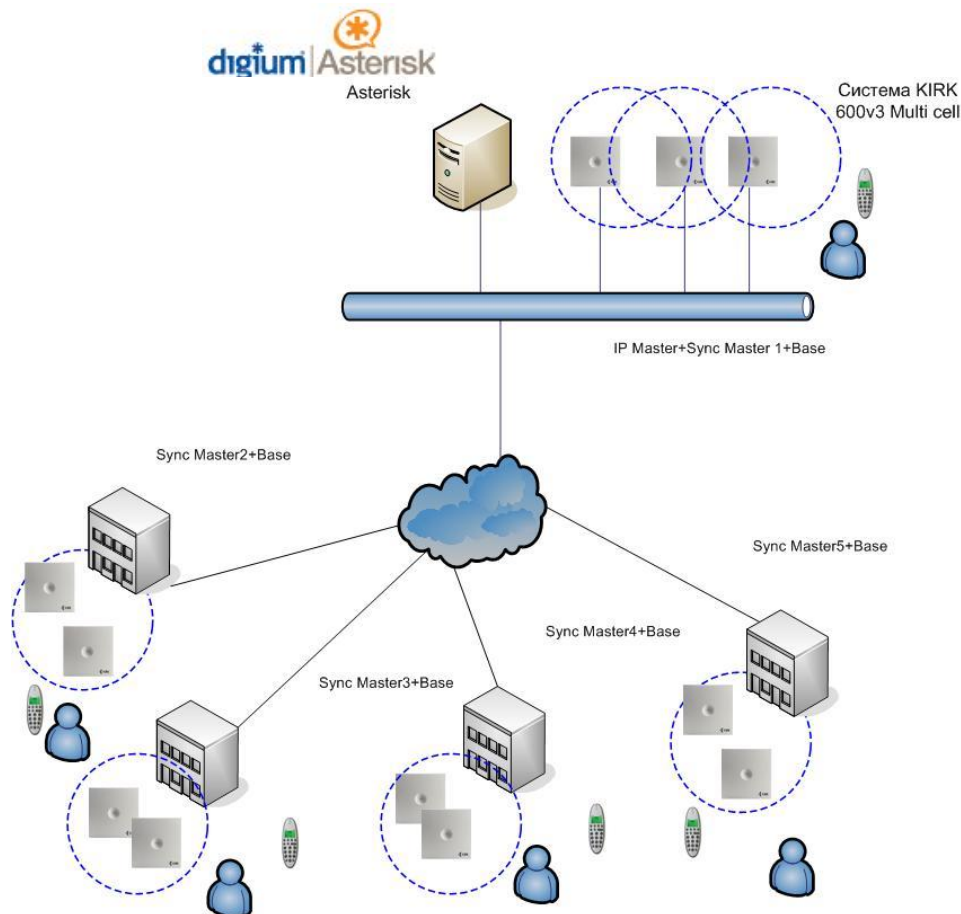 digium Asterisk
Asterisk
Система KIRK
600v3 Multi cell
IP Master+Sync Master 1+Base
Sync Master2+Base
Sync Master5+Base
Sync Master4+Base
Sync Master3+Base